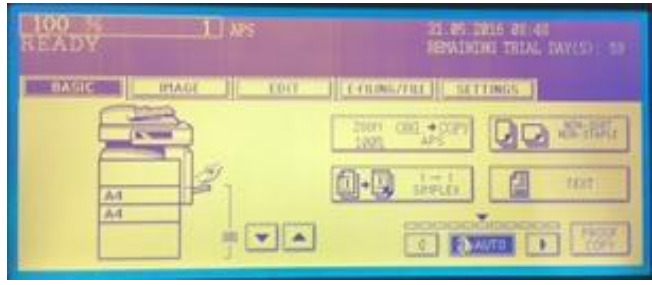 100 % 1 APS
READY
21.05.2016 08:48
REMAINING TRIAL DAY(S): 59
BASIC IMAGE EDIT E-FILING/FILE SETTINGS
ZOOM ORG → COPY
100% APS
NON-SORT
NON-STAPLE
1 → 1
SIMPLEX
TEXT
A4
A4
AUTO
PROOF
COPY